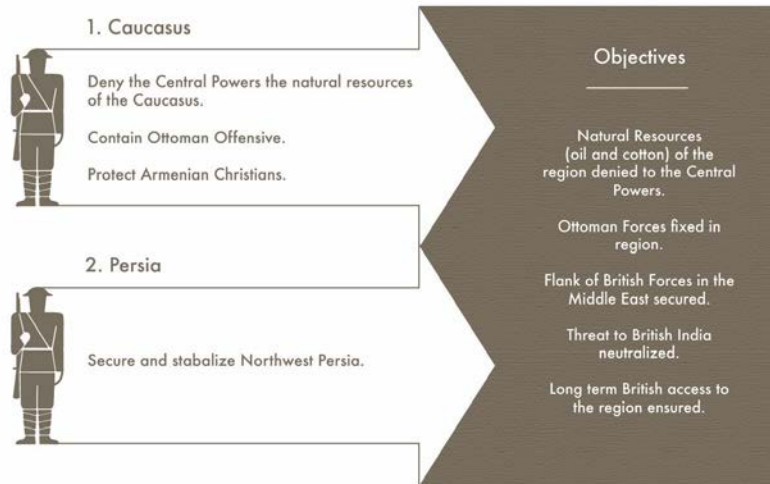 1. Caucasus
Deny the Central Powers the natural resources
of the Caucasus.
Contain Ottoman Offensive.
Protect Armenian Christians.
2. Persia
Secure and stabalize Northwest Persia.
Objectives
Natural Resources
(oil and cotton) of the
region denied to the Central
Powers.
Ottoman Forces fixed in
region.
Flank of British Forces in the
Middle East secured.
Threat to British India
neutralized.
Long term British access to
the region ensured.